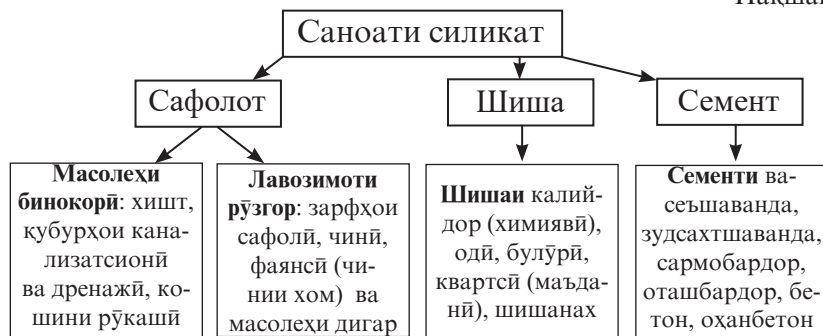 Нақша
Саноати силикат
Сафолот
Шиша
Семент
Масолеҳи
бинокорӣ: хишт,
қубурҳои кана-
лизатсионӣ
ва дренажӣ, ко-
шини рӯкашӣ
Лавозимоти
рӯзгор: зарфҳои
сафолӣ, чинӣ,
фаянсӣ (чи-
нии хом) ва
масолеҳи дигар
Шишаи калий-
дор (химиявӣ),
одӣ, булӯрӣ,
квартсӣ (маъда-
нӣ), шишанах
Сементи ва-
сеъшаванда,
зудсахтшаванда,
сармобардор,
оташбардор, бе-
тон, оҳанбетон